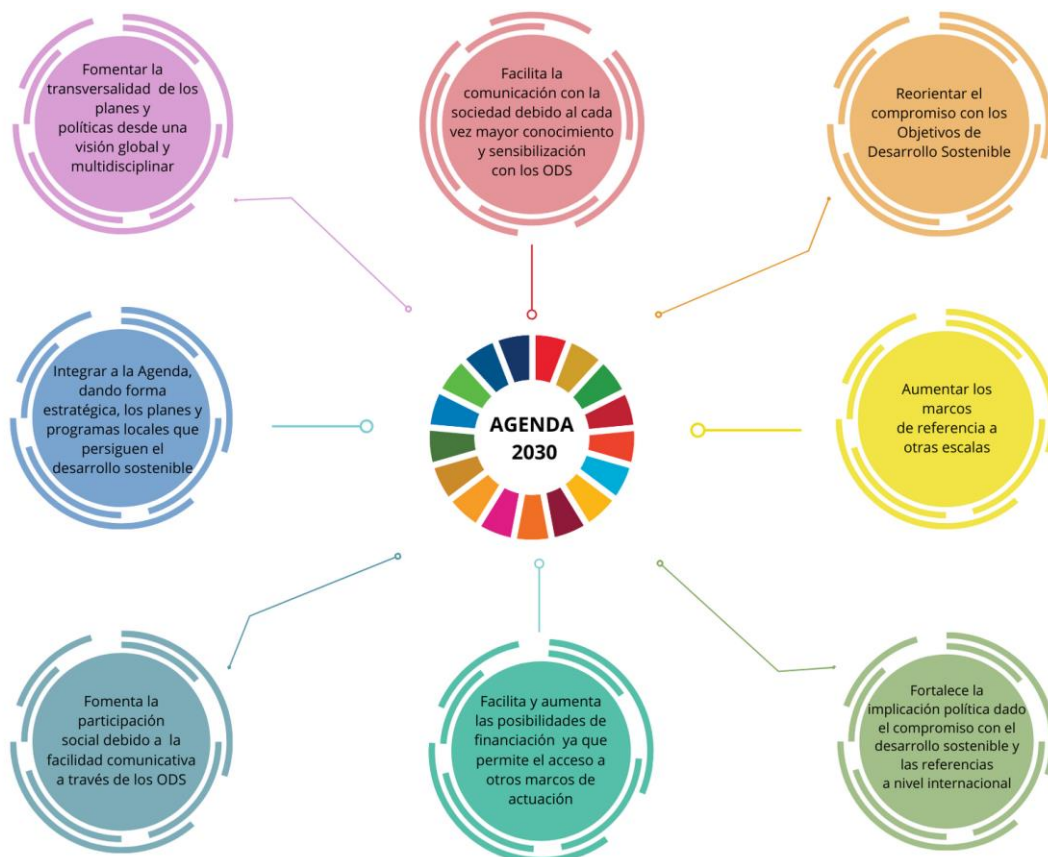 Fomentar la
transversalidad de los
planes y
políticas desde una
visión global y
multidisciplinar
Facilita la
comunicación con la
sociedad debido al cada
vez mayor conocimiento
y sensibilización
con los ODS
Reorientar el
compromiso con los
Objetivos de
Desarrollo Sostenible
Integrar a la Agenda,
dando forma
estratégica, los planes y
programas locales que
persiguen el
desarrollo sostenible
AGENDA
2030
Aumentar los
marcos
de referencia a
otras escalas
Fomenta la
participación
social debido a la
facilidad comunicativa
a través de los ODS
Facilita y aumenta
las posibilidades de
financiación ya que
permite el acceso a
otros marcos de
actuación
Fortalece la
implicación política dado
el compromiso con el
desarrollo sostenible y
las referencias
a nivel internacional